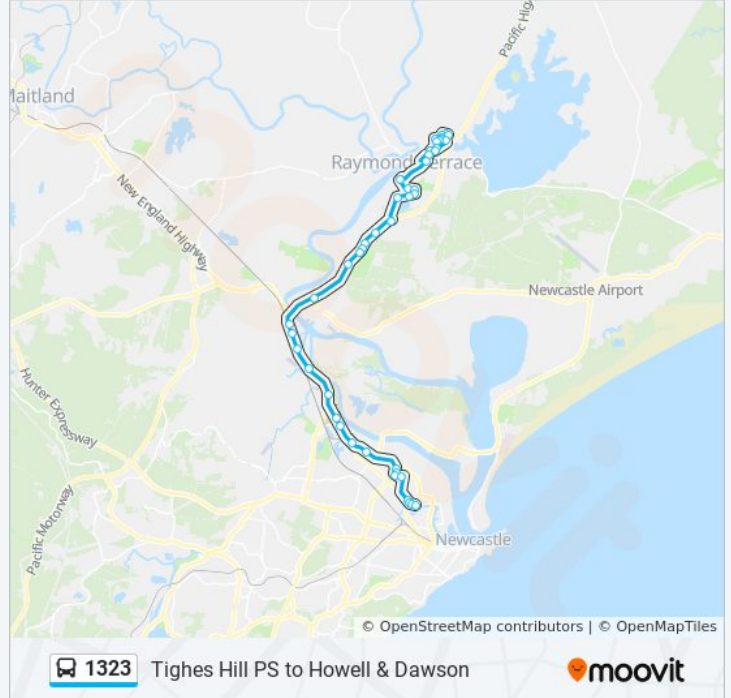 Pacific Hig
Maitland
Raymond Terrace
New England Highway
Newcastle Airport
Hunter Expressway
Pacific Motorway
Newcastle
© OpenStreetMap contributors | © OpenMapTiles
1323 Tighes Hill PS to Howell & Dawson
moovit